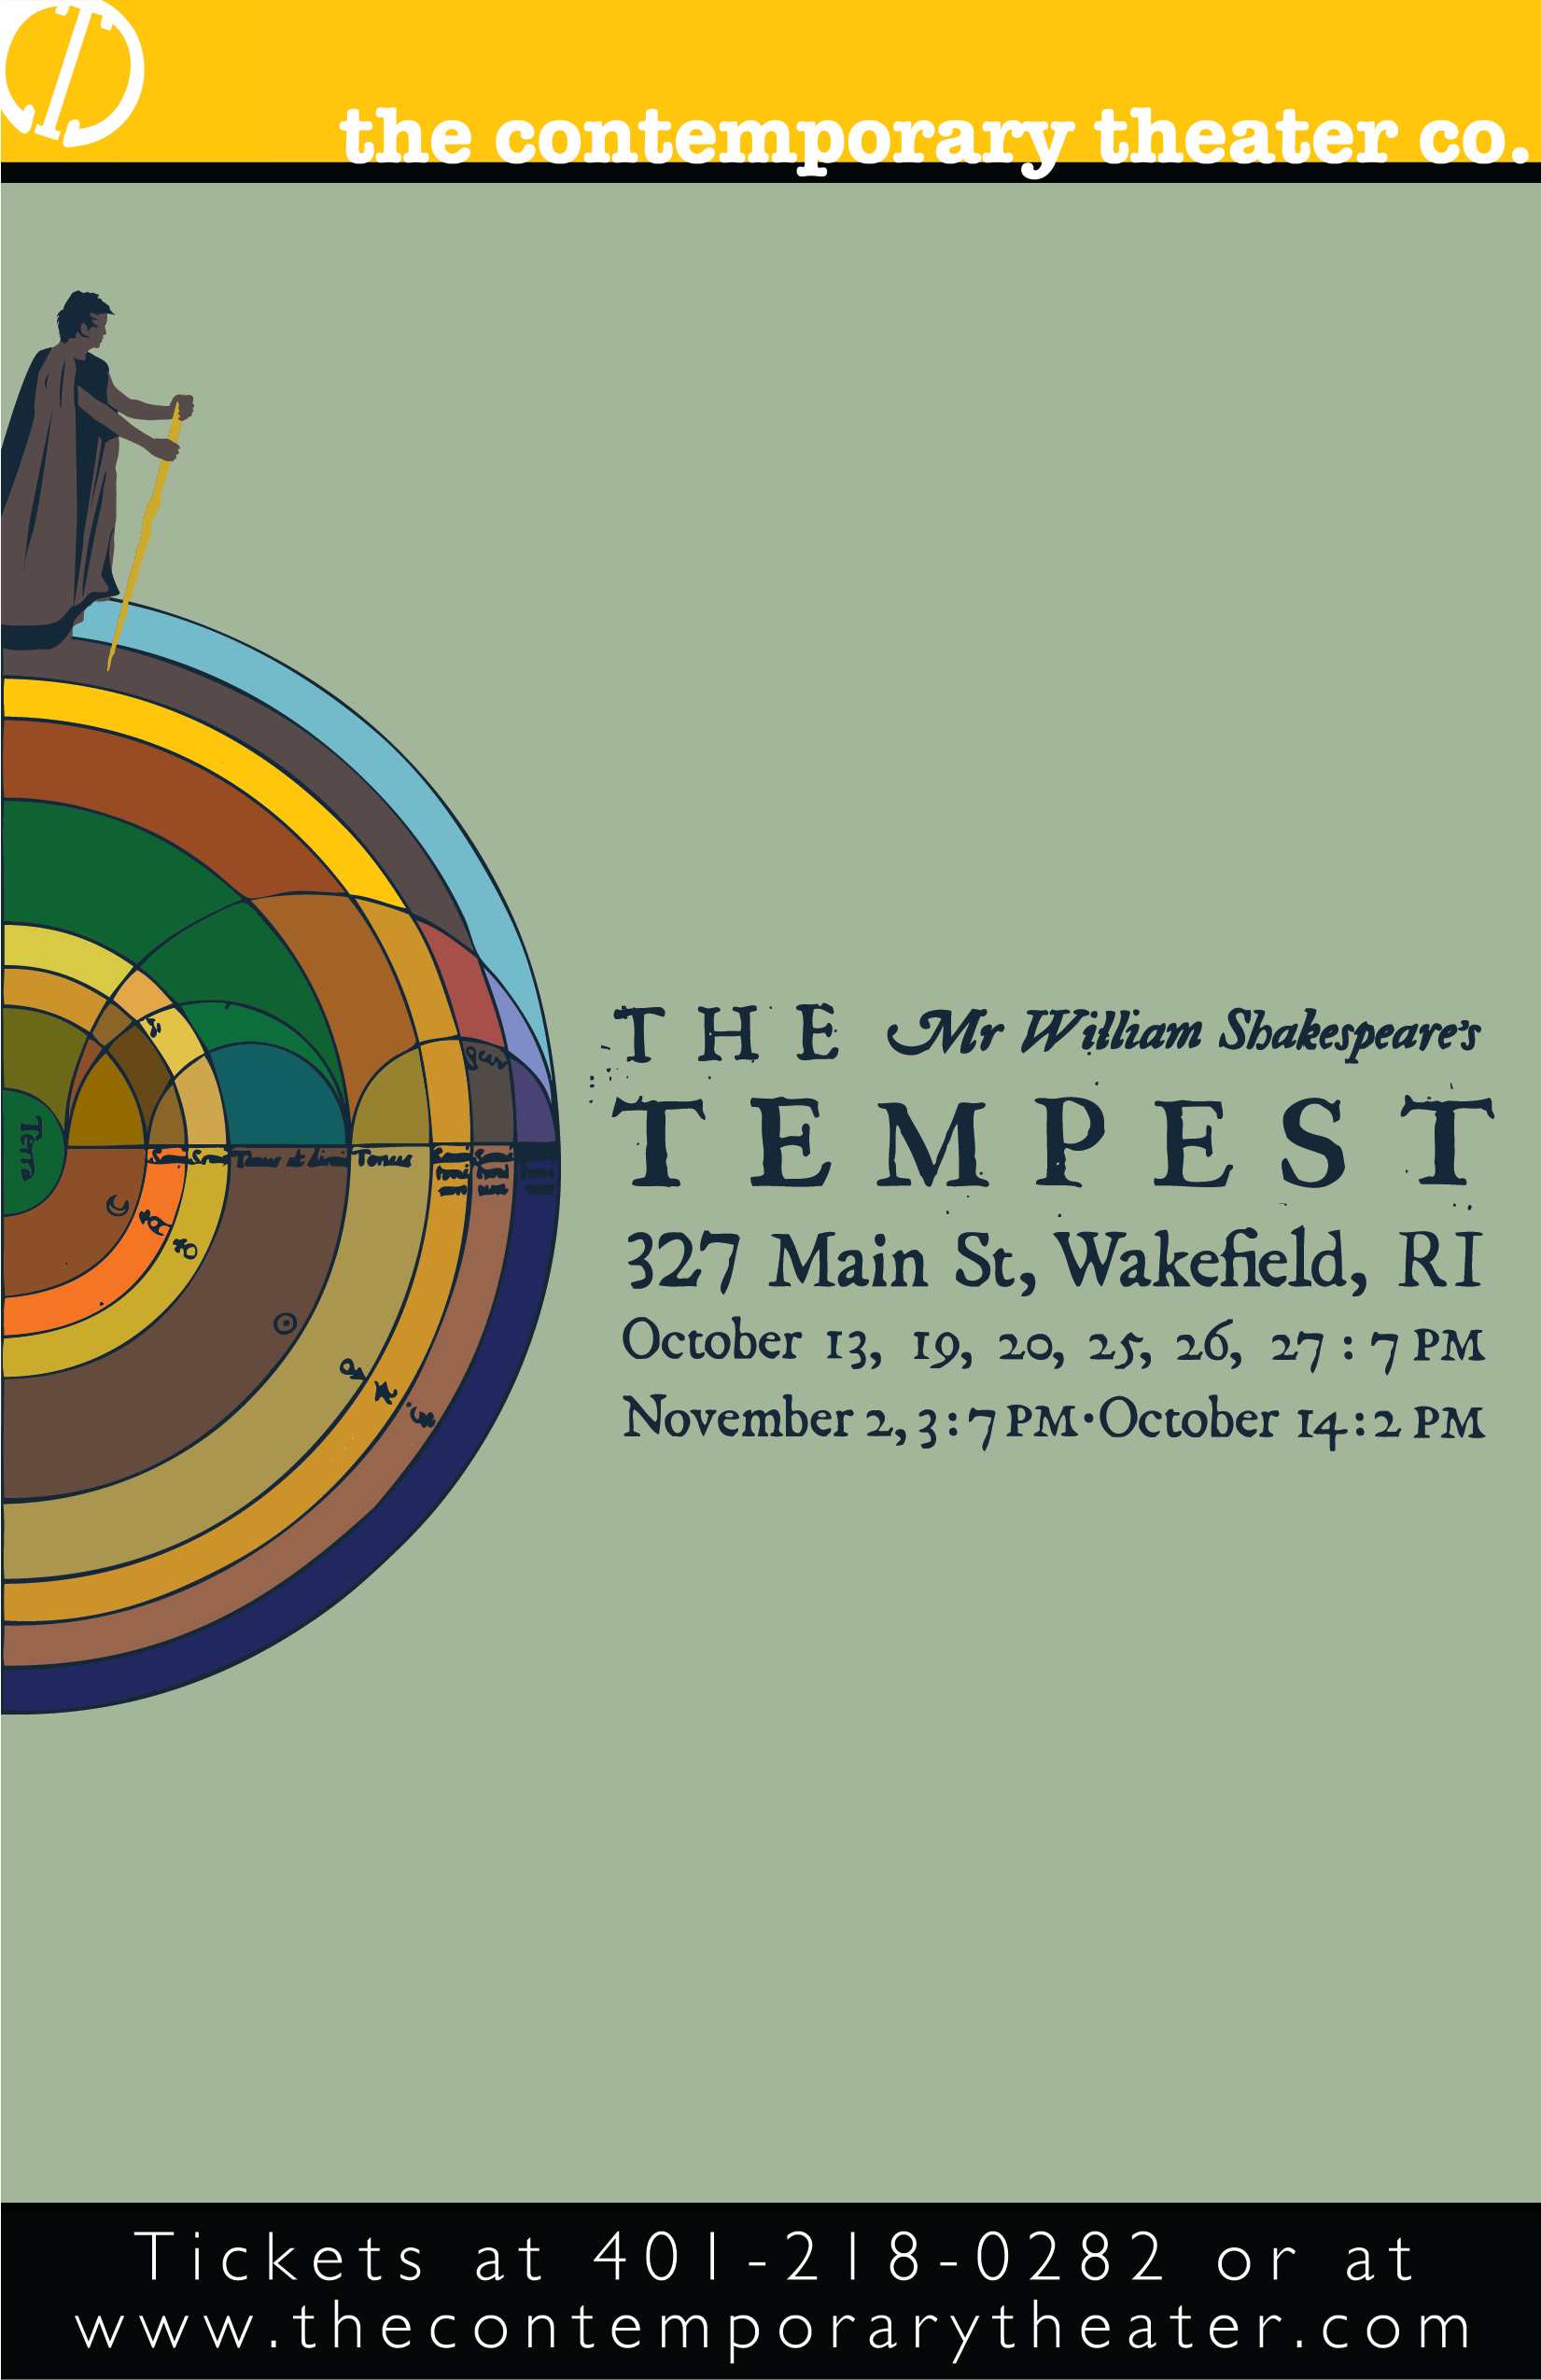 the contemporary theater co.
THE Mr William Shakespeare's
TEMPEST
327 Main St, Wakefield, RI
October 13, 19, 20, 25, 26, 27 : 7 PM
November 2, 3 : 7 PM·October 14 : 2 PM
Terra
Tonus
Tickets at 401-218-0282 or at
www.thecontemporarytheater.com